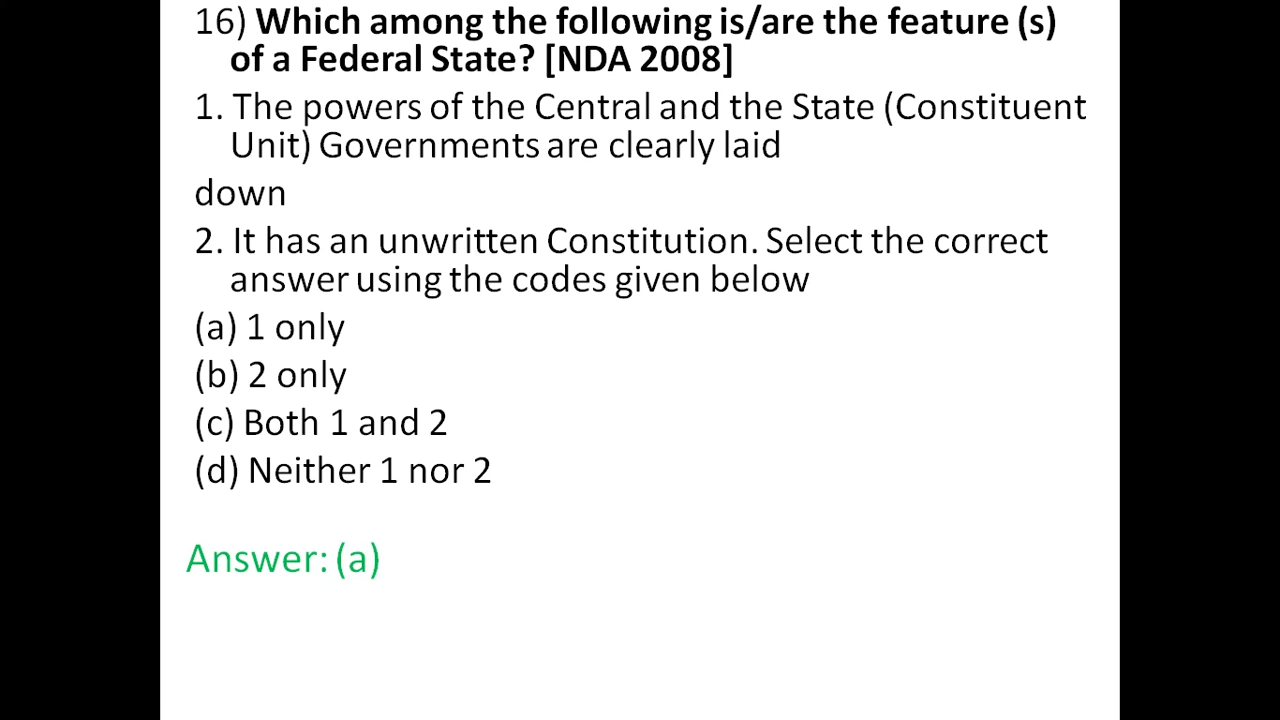 16) Which among the following is/are the feature (s)
of a Federal State? [NDA 2008]
1. The powers of the Central and the State (Constituent
Unit) Governments are clearly laid
down
2. It has an unwritten Constitution. Select the correct
answer using the codes given below
(a) 1 only
(b) 2 only
(c) Both 1 and 2
(d) Neither 1 nor 2
Answer: (a)